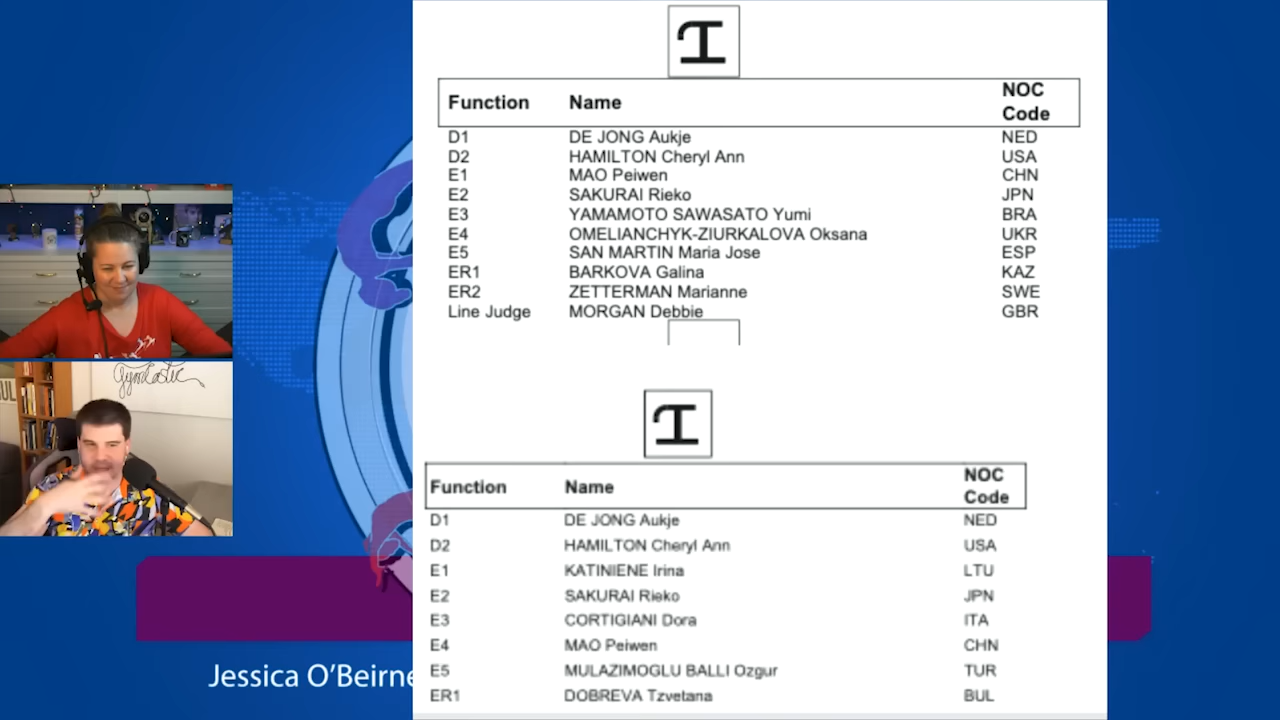 Function Name NOC Code
D1 DE JONG Aukje NED
D2 HAMILTON Cheryl Ann USA
E1 MAO Peiwen CHN
E2 SAKURAI Rieko JPN
E3 YAMAMOTO SAWASATO Yumi BRA
E4 OMELIANCHYK-ZIURKALOVA Oksana UKR
E5 SAN MARTIN Maria Jose ESP
ER1 BARKOVA Galina KAZ
ER2 ZETTERMAN Marianne SWE
Line Judge MORGAN Debbie GBR
Function Name NOC Code
D1 DE JONG Aukje NED
D2 HAMILTON Cheryl Ann USA
E1 KATINIENE Irina LTU
E2 SAKURAI Rieko JPN
E3 CORTIGIANI Dora ITA
E4 MAO Peiwen CHN
E5 MULAZIMOGLU BALLI Ozgur TUR
ER1 DOBREVA Tzvetana BUL
GymCastic
Jessica O'Beirne